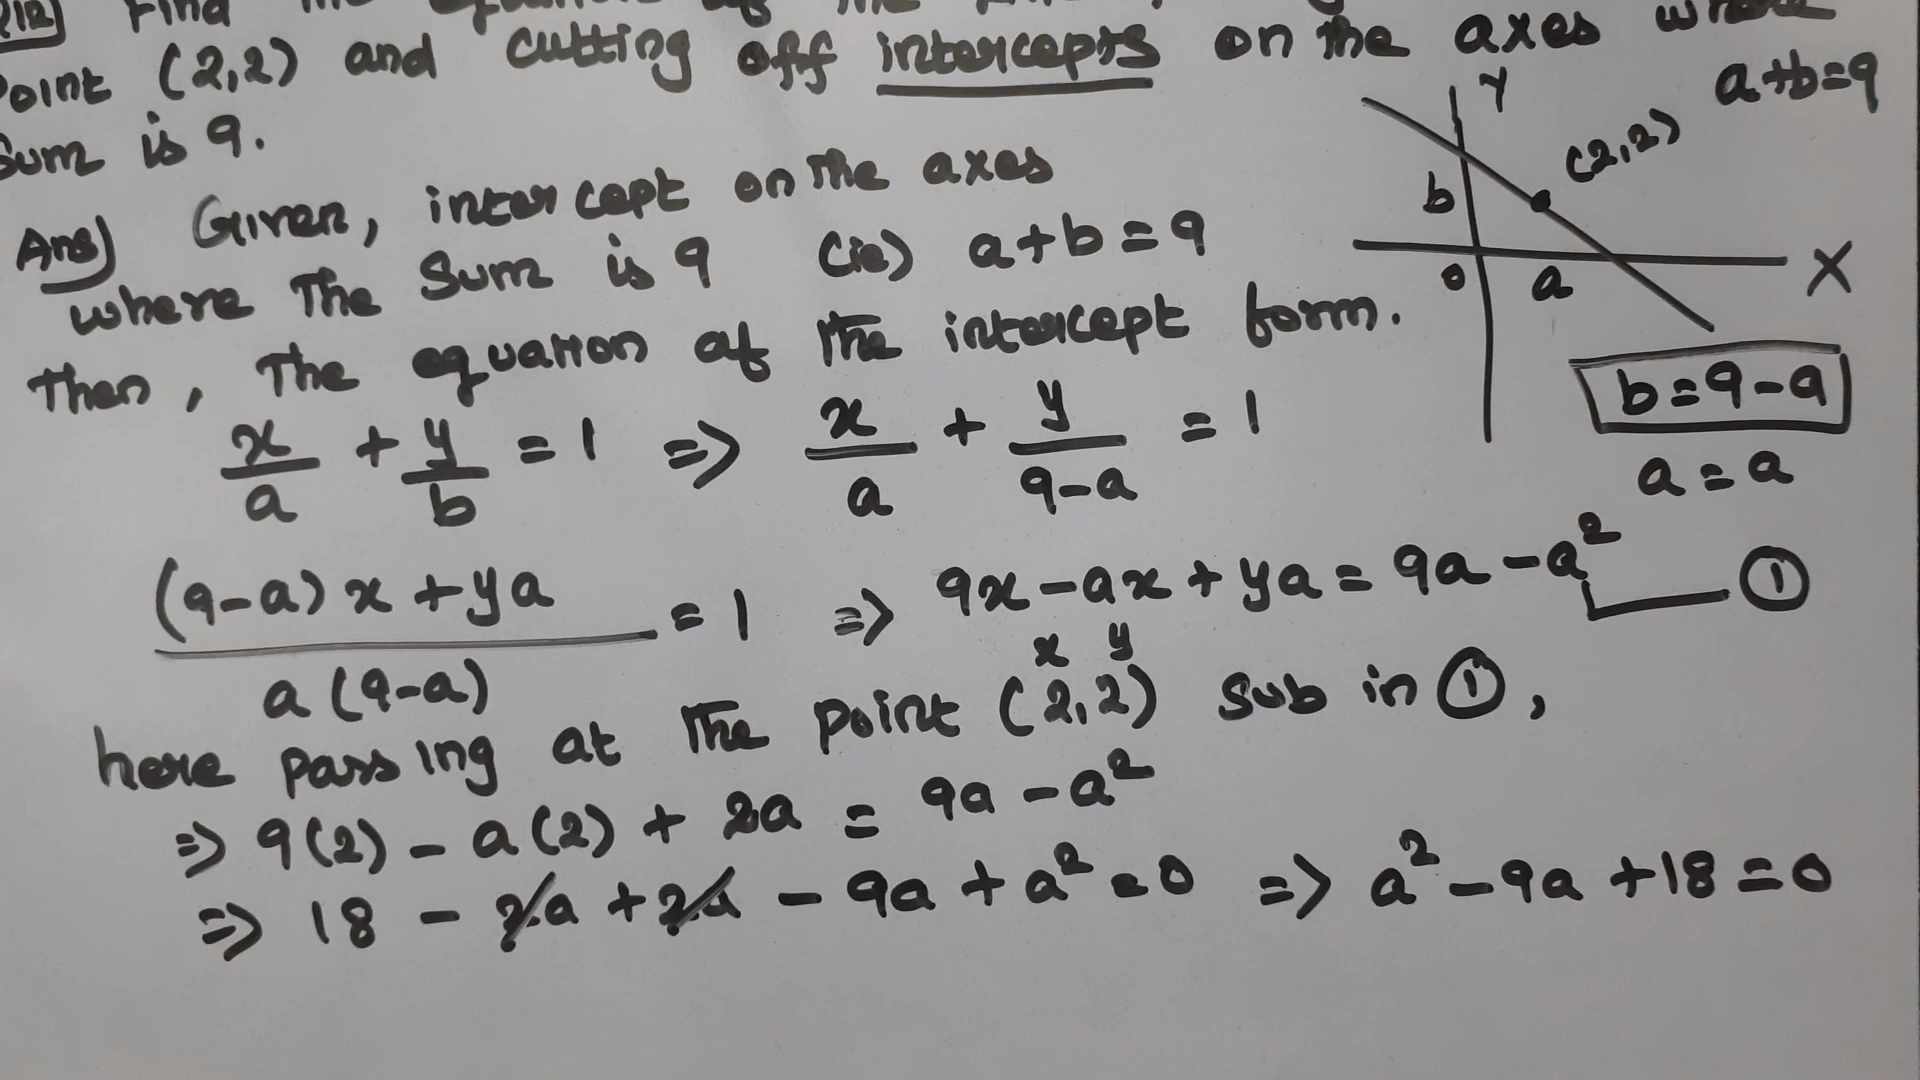 Q12) Find the
Point (2,2) and cutting off intercepts on the axes where
Sum is 9.
a+b=9
Y
(2,2)
b
X
o a
b=9-a
a=a
Ans) Given, intercept on the axes
where The Sum is 9 (ie) a+b=9
Then, The equation of the intercept form.
x/a + y/b = 1 => x/a + y/9-a = 1
(9-a)x+ya / a(9-a) = 1 => 9x-ax+ya=9a-a² ①
x y
here passing at The point (2,2) Sub in ①,
=> 9(2)-a(2)+2a = 9a-a²
=> 18 - 2a + 2a - 9a + a² = 0 => a²-9a+18=0